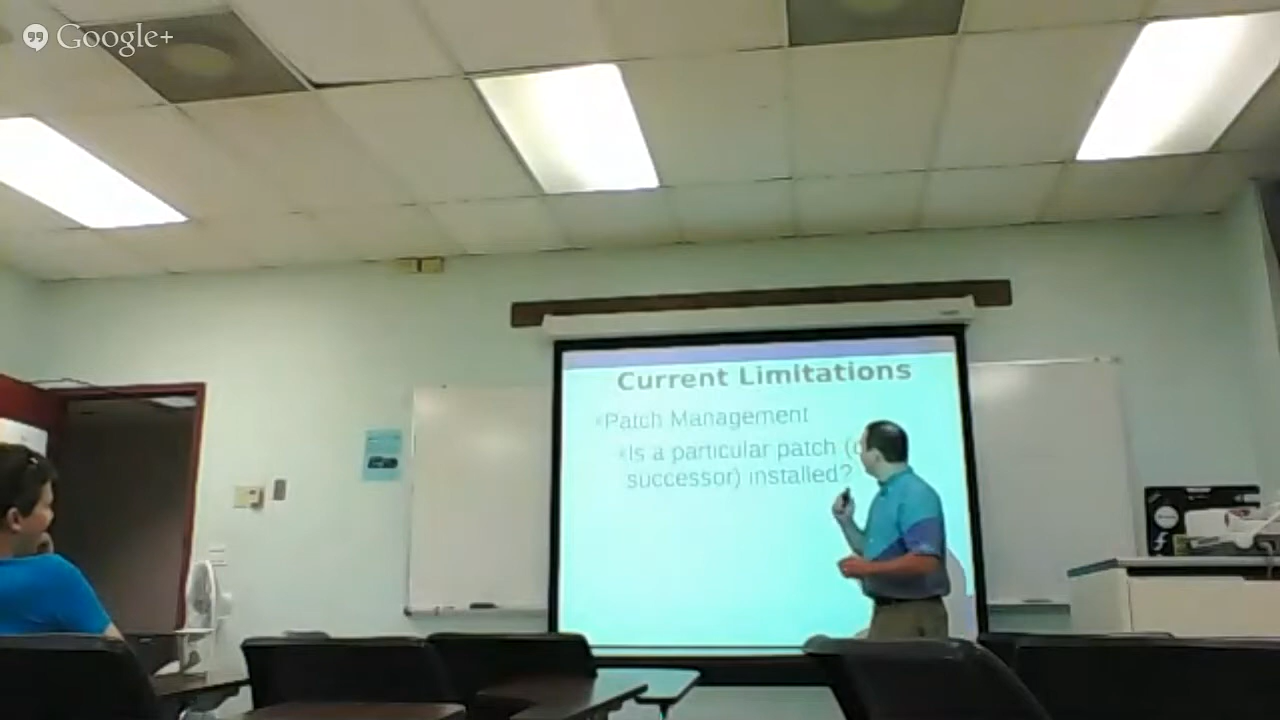 Google+
Current Limitations
Patch Management
Is a particular patch (
successor) installed?